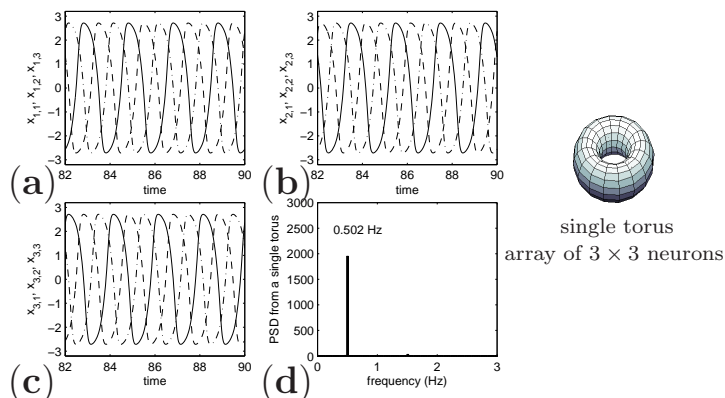 3
2
1
0
−1
−2
−3
x1,1, x1,2, x1,3
82 84 86 88 90
time
(a)
3
2
1
0
−1
−2
−3
x2,1, x2,2, x2,3
82 84 86 88 90
time
(b)
single torus
array of 3 × 3 neurons
3
2
1
0
−1
−2
−3
x3,1, x3,2, x3,3
82 84 86 88 90
time
(c)
3000
2500
2000
1500
1000
500
0
PSD from a single torus
0.502 Hz
0 1 2 3
frequency (Hz)
(d)